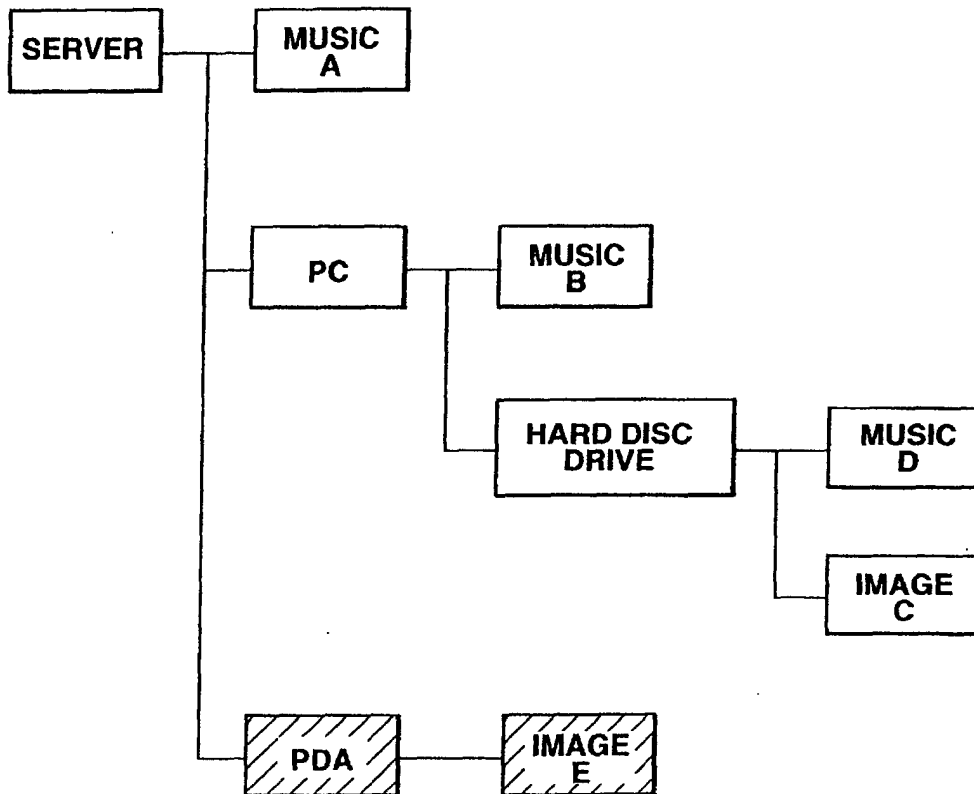 SERVER
MUSIC
A
PC
MUSIC
B
HARD DISC
DRIVE
MUSIC
D
IMAGE
C
PDA
IMAGE
E